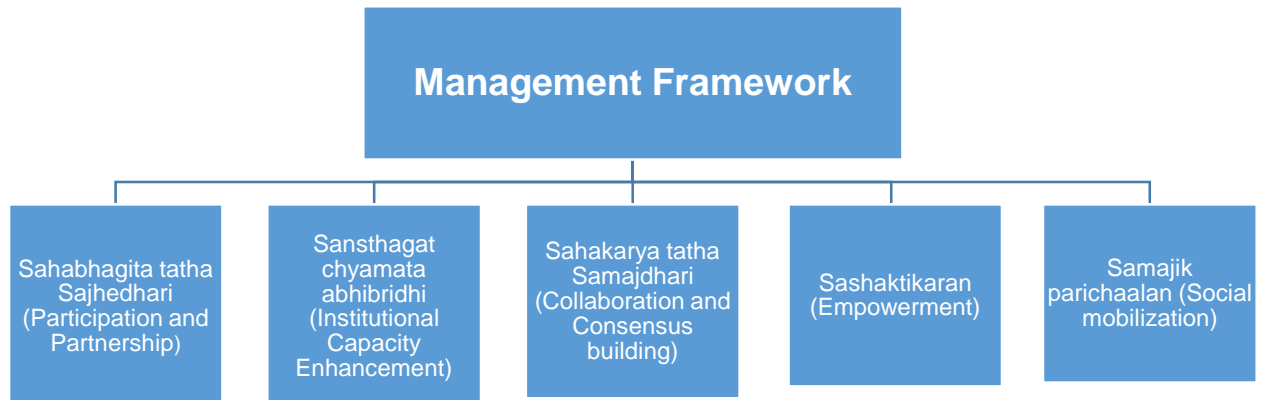 Management Framework
Sahabhagita tatha
Sajhedhari
(Participation and
Partnership)
Sansthagat
chyamata
abhibridhi
(Institutional
Capacity
Enhancement)
Sahakarya tatha
Samajdhari
(Collaboration and
Consensus
building)
Sashaktikaran
(Empowerment)
Samajik
parichaalan (Social
mobilization)